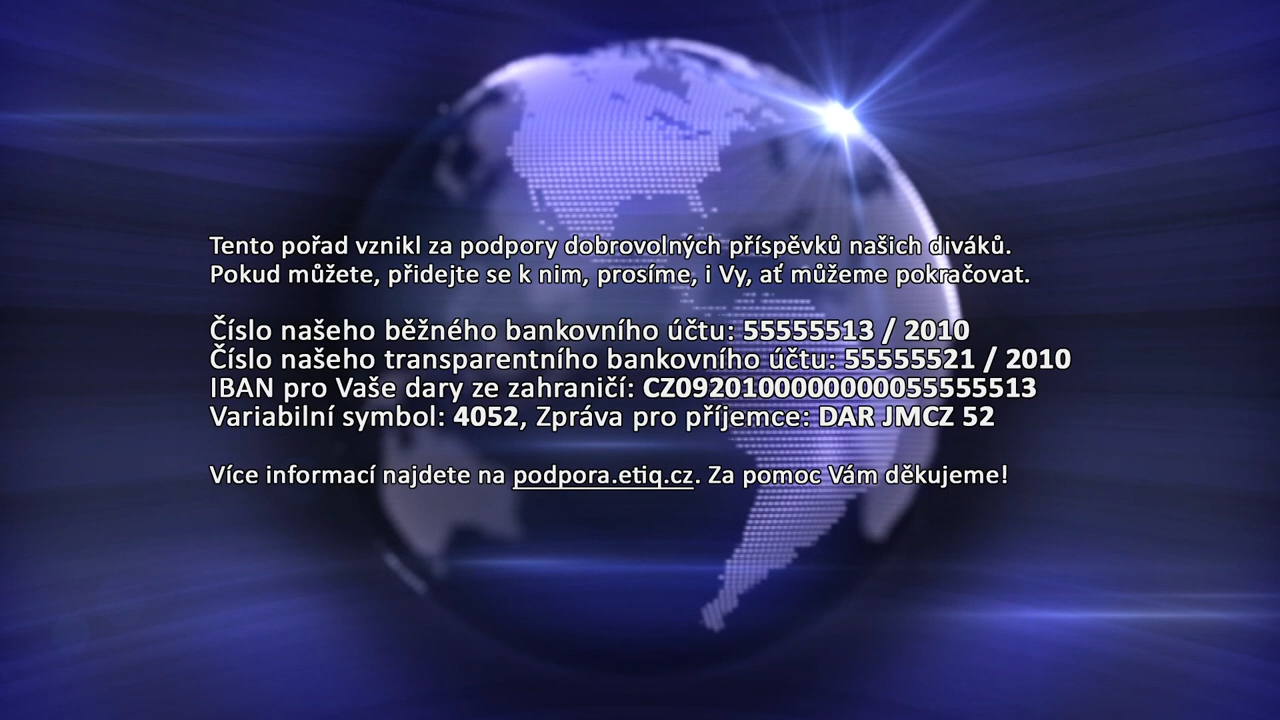 Tento pořad vznikl za podpory dobrovolných příspěvků našich diváků.
Pokud můžete, přidejte se k nim, prosíme, i Vy, ať můžeme pokračovat.
Číslo našeho běžného bankovního účtu: 55555513 / 2010
Číslo našeho transparentního bankovního účtu: 55555521 / 2010
IBAN pro Vaše dary ze zahraničí: CZ0920100000000055555513
Variabilní symbol: 4052, Zpráva pro příjemce: DAR JMCZ 52
Více informací najdete na podpora.etiq.cz. Za pomoc Vám děkujeme!